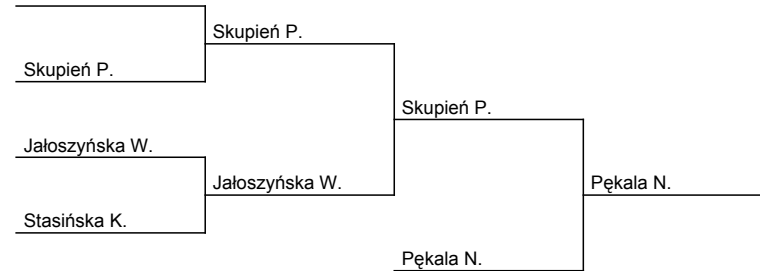 Skupień P.
Skupień P.
Skupień P.
Jałoszyńska W.
Jałoszyńska W.
Pękala N.
Stasińska K.
Pękala N.